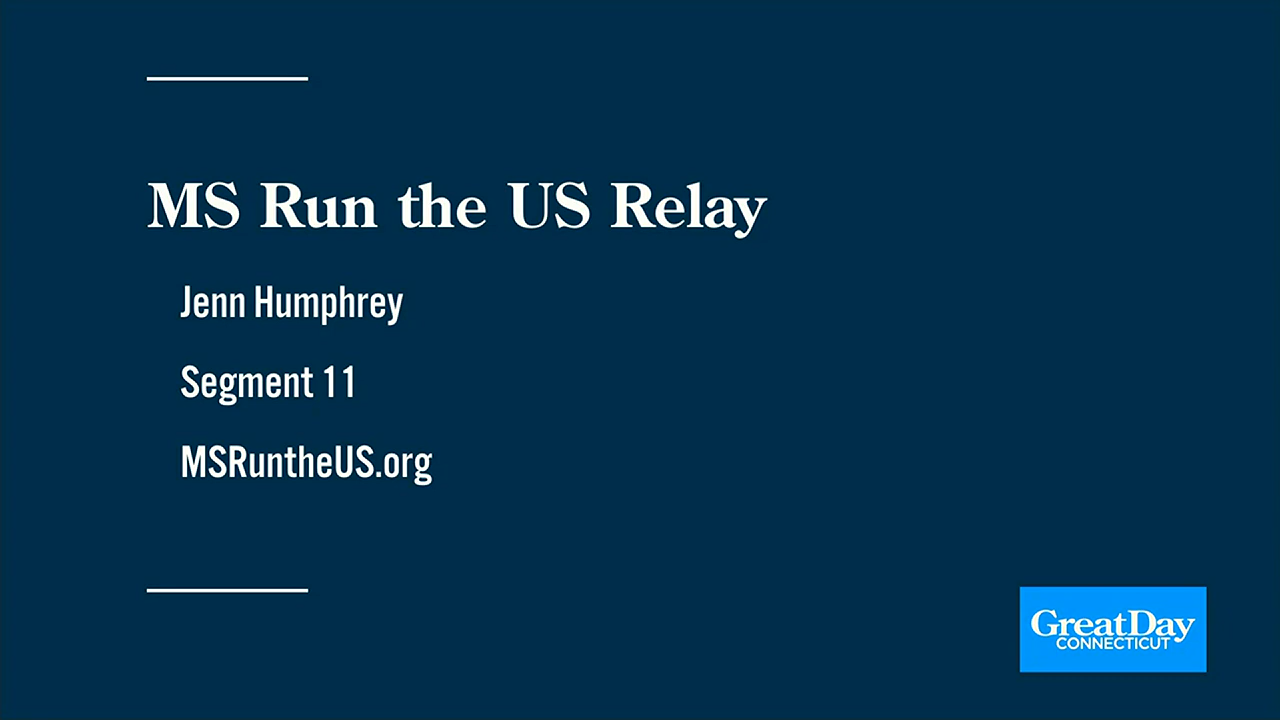 MS Run the US Relay
Jenn Humphrey
Segment 11
MSRuntheUS.org
GreatDay
CONNECTICUT